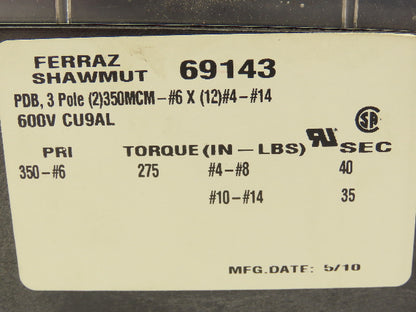 FERRAZ
SHAWMUT 69143
PDB, 3 Pole (2)350MCM-#6 X (12)#4-#14
600V CU9AL
PRI TORQUE (IN-LBS) SEC
350-#6 275 #4-#8 40
#10-#14 35
MFG.DATE: 5/10